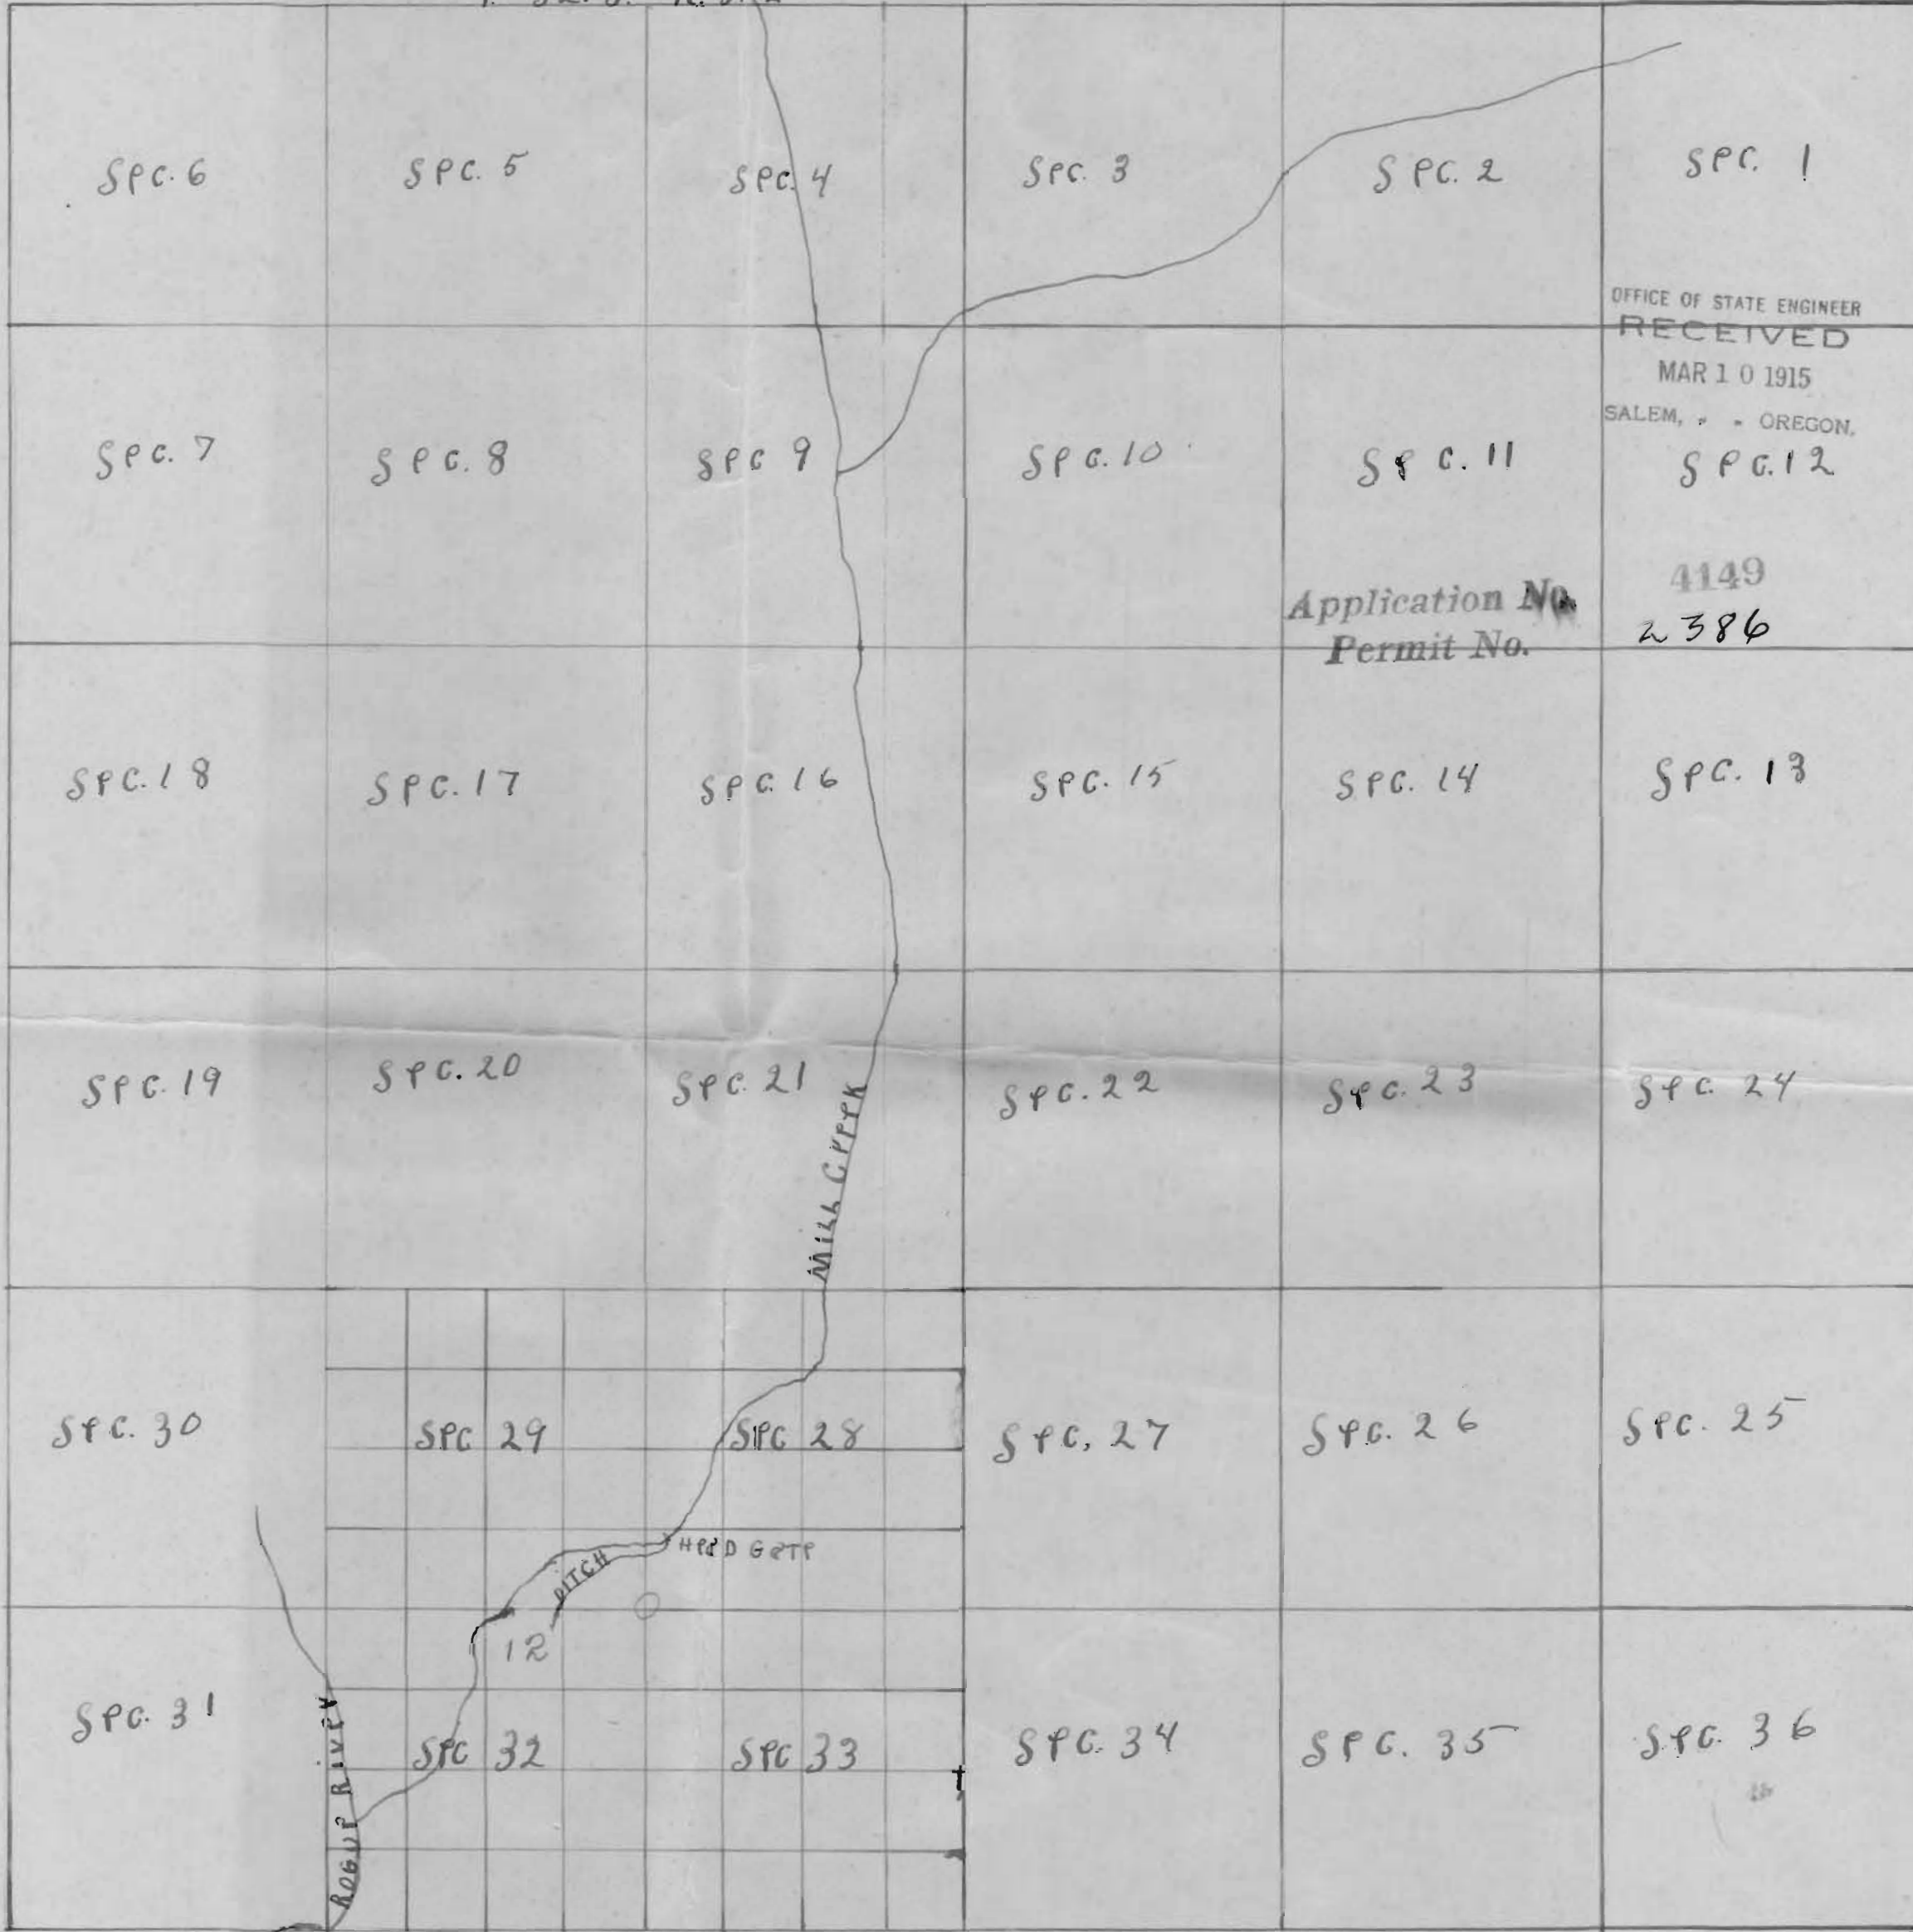 SEC. 6
SEC. 5
SEC. 4
SEC. 3
SEC. 2
SEC. 1
OFFICE OF STATE ENGINEER
RECEIVED
MAR 10 1915
SALEM, - - OREGON.
SEC. 7
SEC. 8
SEC 9
SEC. 10
SEC. 11
SEC. 12
Application No. 4149
Permit No. 2386
SEC. 18
SEC. 17
SEC. 16
SEC. 15
SEC. 14
SEC. 13
SEC. 19
SEC. 20
SEC. 21
SEC. 22
SEC. 23
SEC. 24
MILL CREEK
SEC. 30
SEC 29
SEC 28
SEC. 27
SEC. 26
SEC. 25
HEAD GATE
DITCH
12
SEC. 31
ROGUE RIVER
SEC 32
SEC 33
SEC. 34
SEC. 35
SEC. 36